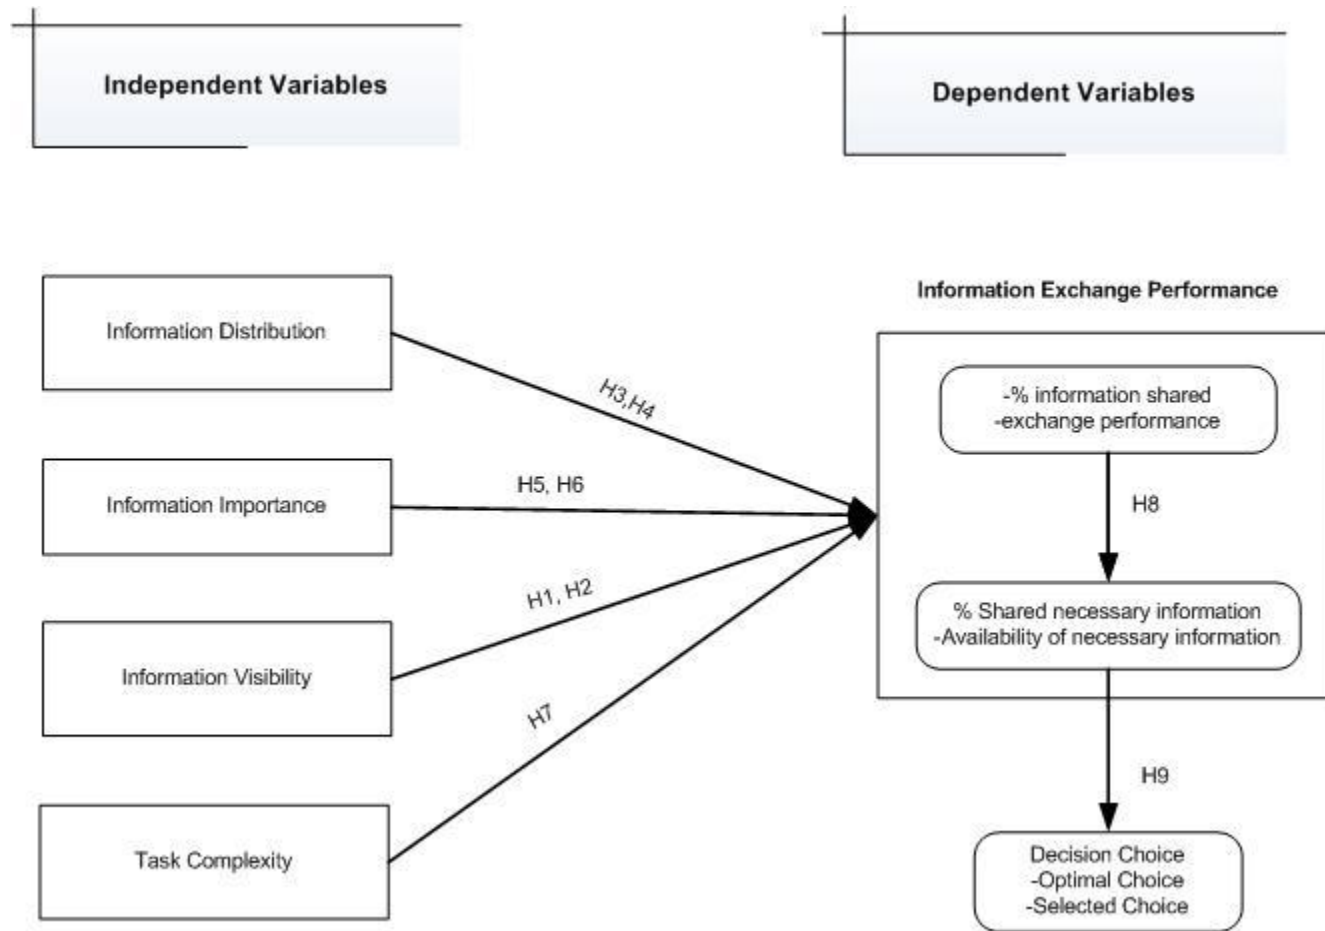 Independent Variables
Dependent Variables
Information Distribution
Information Importance
Information Visibility
Task Complexity
H3,H4
H5, H6
H1, H2
H7
Information Exchange Performance
-% information shared
-exchange performance
H8
% Shared necessary information
-Availability of necessary information
H9
Decision Choice
-Optimal Choice
-Selected Choice